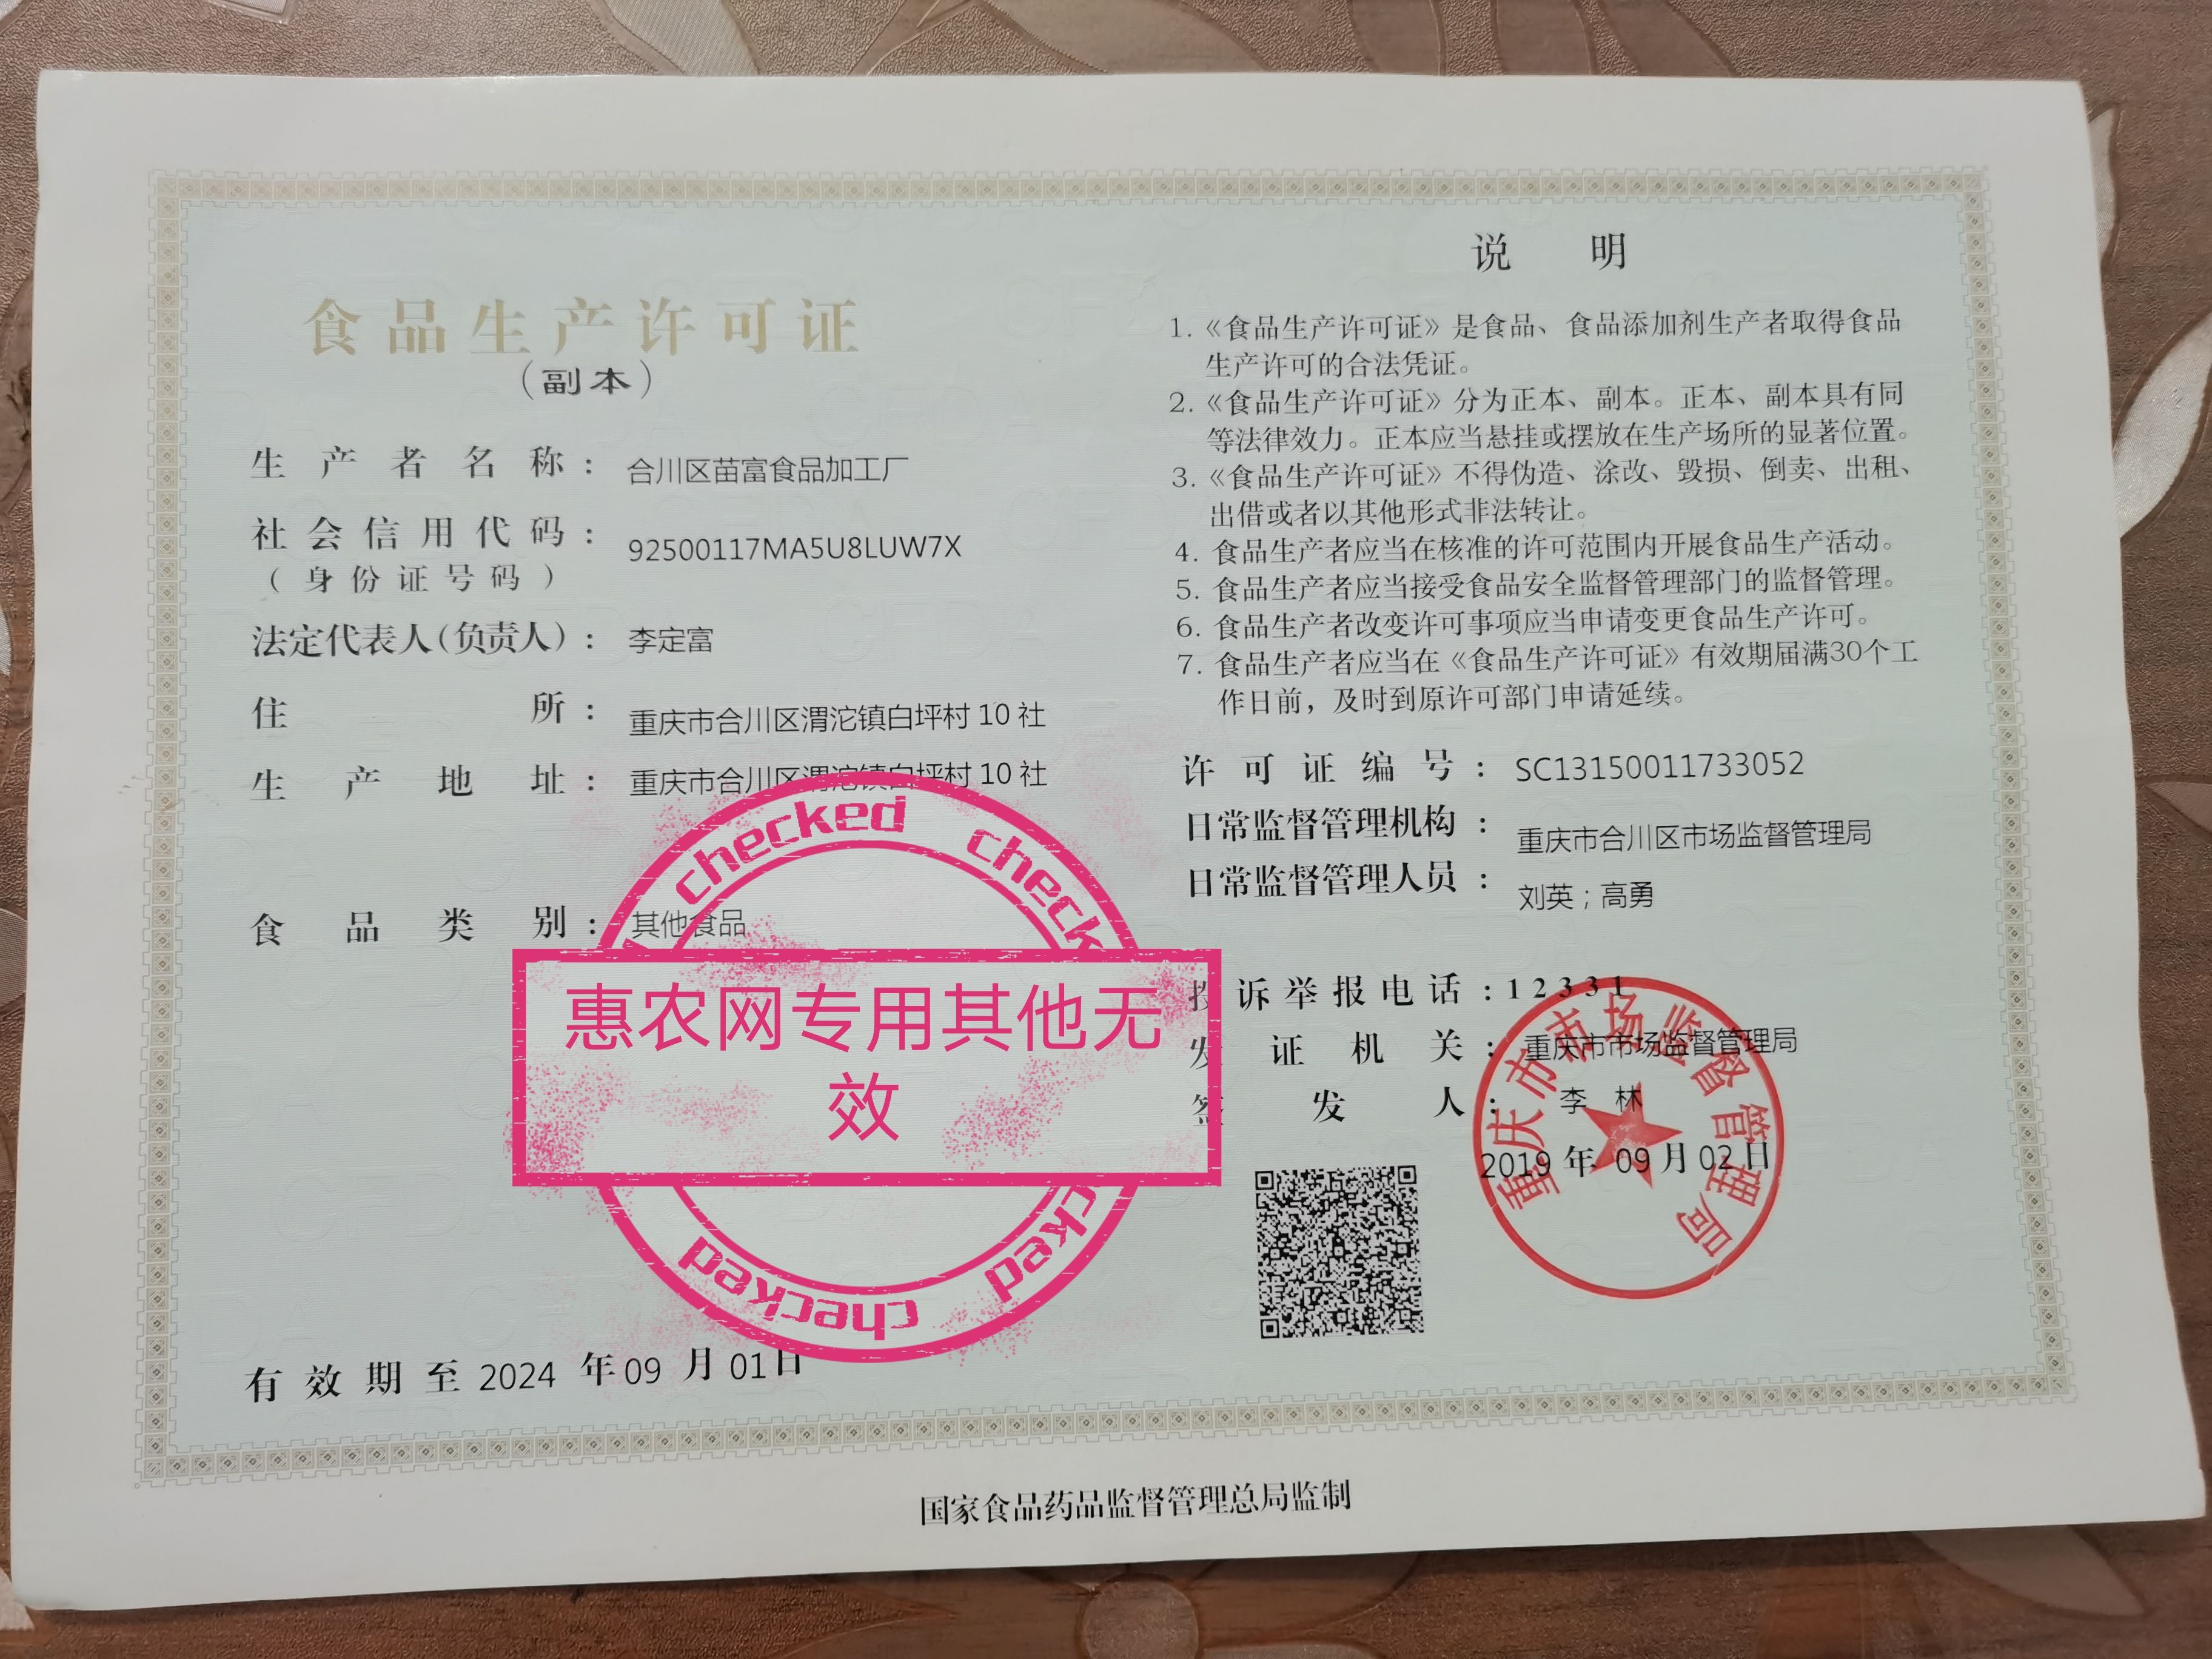 食品生产许可证
（副本）
生产者名称： 合川区苗富食品加工厂
社会信用代码： 92500117MA5U8LUW7X
（身份证号码）
法定代表人（负责人）： 李定富
住所： 重庆市合川区渭沱镇白坪村 10 社
生产地址： 重庆市合川区渭沱镇白坪村 10 社
食品类别： 其他食品
有效期至 2024 年 09 月 01 日
说 明
1.《食品生产许可证》是食品、食品添加剂生产者取得食品
生产许可的合法凭证。
2.《食品生产许可证》分为正本、副本。正本、副本具有同
等法律效力。正本应当悬挂或摆放在生产场所的显著位置。
3.《食品生产许可证》不得伪造、涂改、毁损、倒卖、出租、
出借或者以其他形式非法转让。
4. 食品生产者应当在核准的许可范围内开展食品生产活动。
5. 食品生产者应当接受食品安全监督管理部门的监督管理。
6. 食品生产者改变许可事项应当申请变更食品生产许可。
7. 食品生产者应当在《食品生产许可证》有效期届满30个工
作日前，及时到原许可部门申请延续。
许可证编号： SC13150011733052
日常监督管理机构： 重庆市合川区市场监督管理局
日常监督管理人员： 刘英；高勇
投诉举报电话：12331
发证机关： 重庆市市场监督管理局
签发人： 李 林
2019 年 09 月 02 日
重庆市市场监督管理局
checked checked
惠农网专用其他无
效
checked checked checked
国家食品药品监督管理总局监制